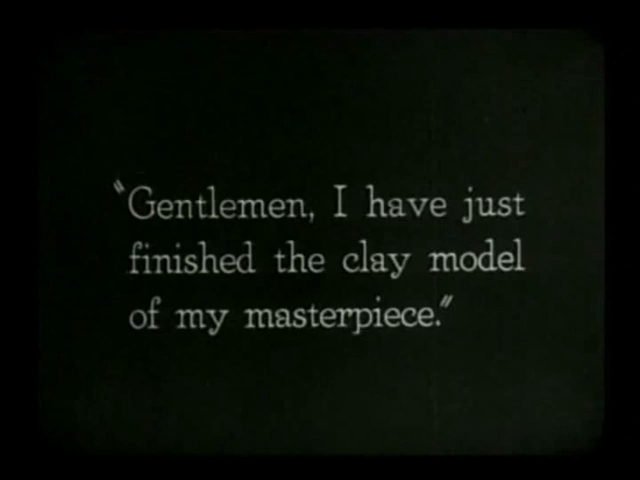 "Gentlemen, I have just
finished the clay model
of my masterpiece."